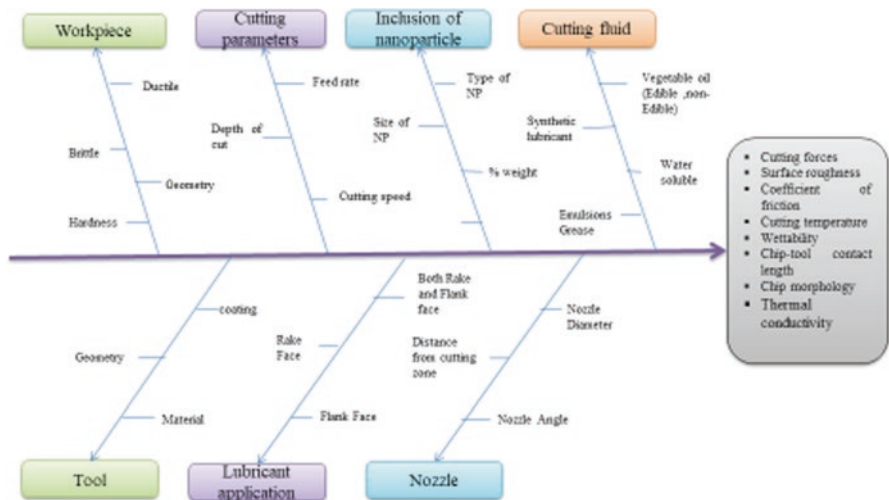 Workpiece
Cutting
parameters
Inclusion of
nanoparticle
Cutting fluid
Ductile
Brittle
Geometry
Hardness
Feed rate
Depth of
cut
Cutting speed
Type of
NP
Size of
NP
% weight
Vegetable oil
(Edible ,non-
Edible)
Synthetic
lubricant
Water
soluble
Emulsions
Grease
Cutting forces
Surface roughness
Coefficient of
friction
Cutting temperature
Wettability
Chip-tool contact
length
Chip morphology
Thermal
conductivity
coating
Geometry
Material
Both Rake
and Flank
face
Rake
Face
Flank Face
Nozzle
Diameter
Distance
from cutting
zone
Nozzle Angle
Tool
Lubricant
application
Nozzle